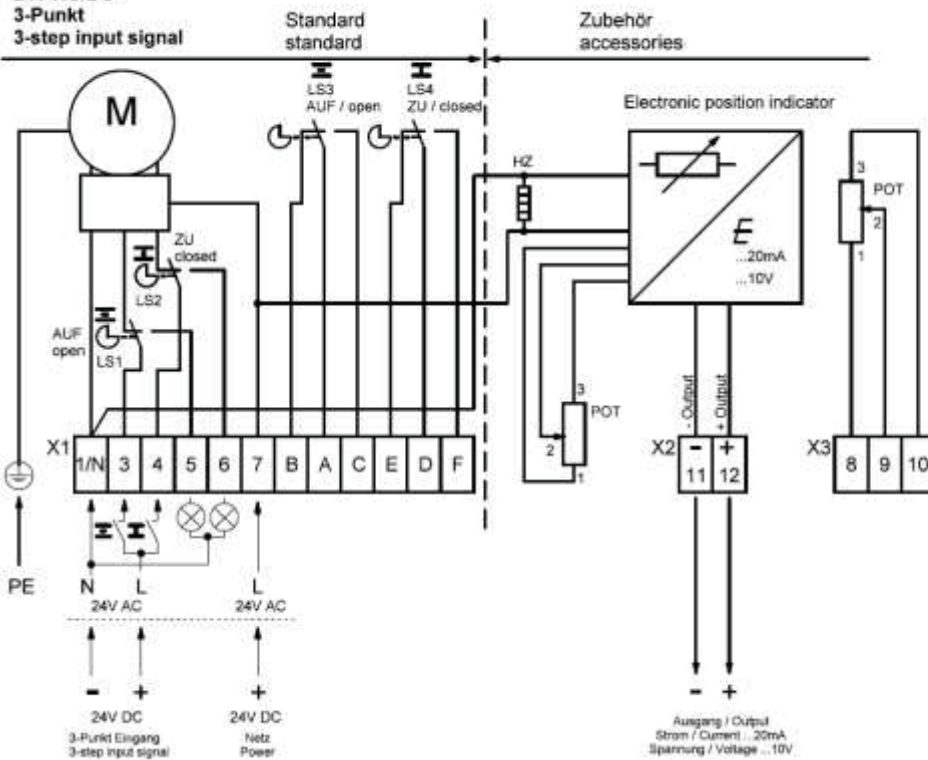 3-Punkt
3-step input signal
Standard
standard
Zubehör
accessories
M
LS3
AUF / open
LS4
ZU / closed
Electronic position indicator
HZ
3
POT
2
1
E
...20mA
...10V
ZU
closed
LS2
AUF
open
LS1
3
POT
2
1
- Output
+ Output
X1
1/N 3 4 5 6 7 B A C E D F
X2
- +
11 12
X3
8 9 10
PE
N L L
24V AC 24V AC
- + +
24V DC 24V DC
3-Punkt Eingang
3-step input signal
Netz
Power
- +
Ausgang / Output
Strom / Current ...20mA
Spannung / Voltage ...10V